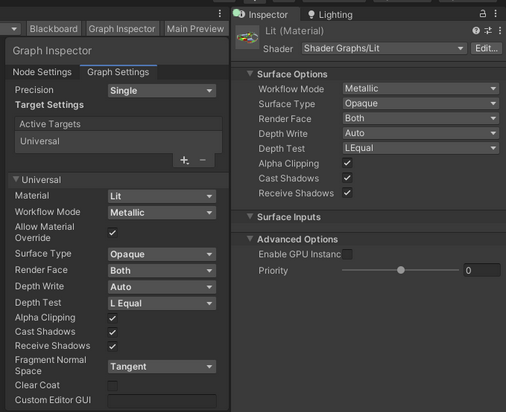 Blackboard
Graph Inspector
Main Preview
Graph Inspector
Node Settings
Graph Settings
Precision
Single
Target Settings
Active Targets
Universal
Universal
Material
Lit
Workflow Mode
Metallic
Allow Material
Override
Surface Type
Opaque
Render Face
Both
Depth Write
Auto
Depth Test
L Equal
Alpha Clipping
Cast Shadows
Receive Shadows
Fragment Normal
Space
Tangent
Clear Coat
Custom Editor GUI
Inspector
Lighting
Lit (Material)
Shader
Shader Graphs/Lit
Edit...
Surface Options
Workflow Mode
Metallic
Surface Type
Opaque
Render Face
Both
Depth Write
Auto
Depth Test
LEqual
Alpha Clipping
Cast Shadows
Receive Shadows
Surface Inputs
Advanced Options
Enable GPU Instanc
Priority
0